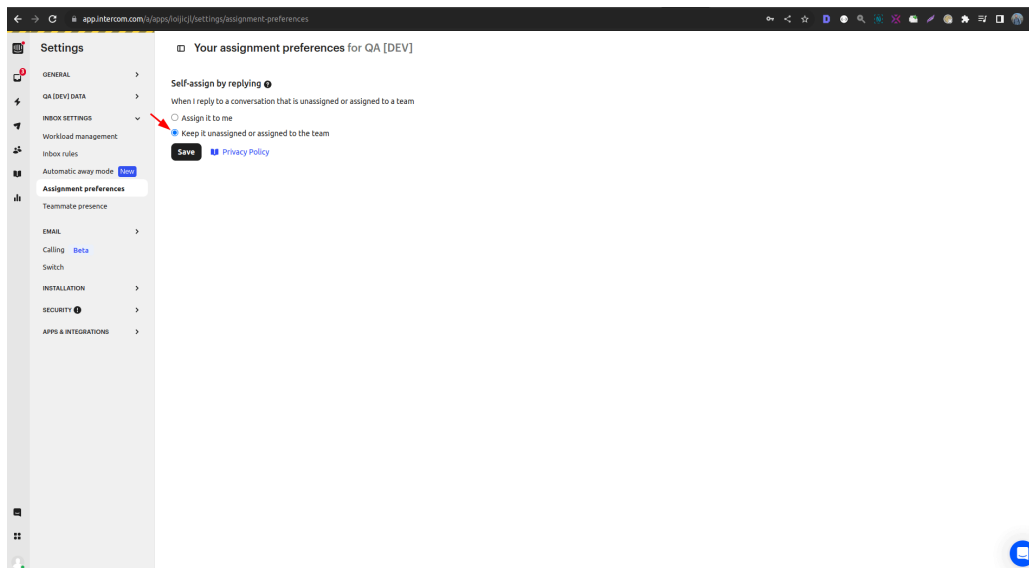 app.intercom.com/a/apps/loijicjl/settings/assignment-preferences
Settings
Your assignment preferences for QA [DEV]
3
GENERAL
QA [DEV] DATA
INBOX SETTINGS
Workload management
Inbox rules
Automatic away mode New
Assignment preferences
Teammate presence
EMAIL
Calling Beta
Switch
INSTALLATION
SECURITY
APPS & INTEGRATIONS
Self-assign by replying
When I reply to a conversation that is unassigned or assigned to a team
Assign it to me
Keep it unassigned or assigned to the team
Save Privacy Policy